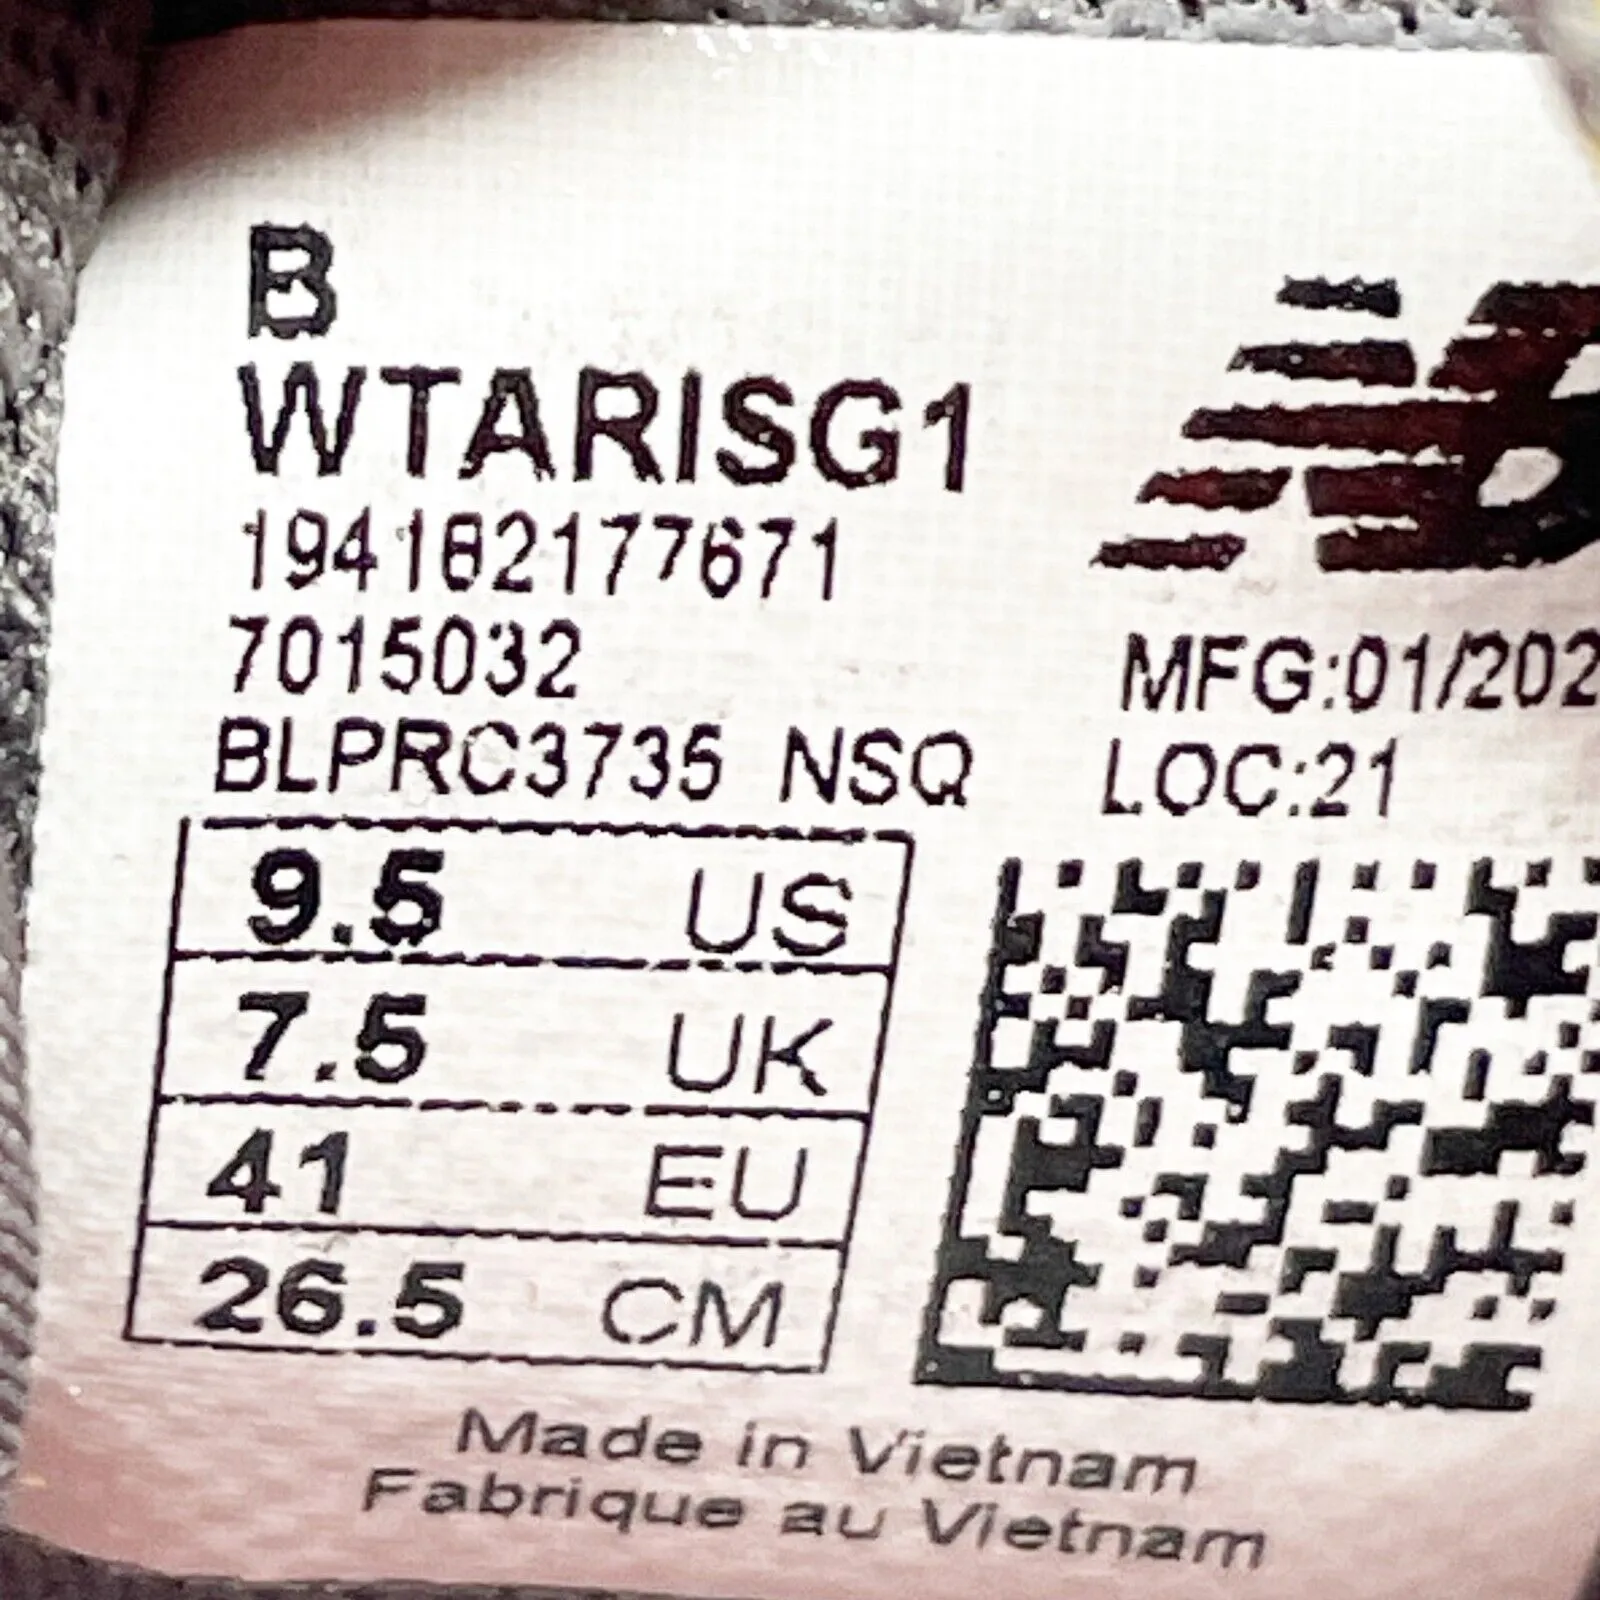 B
WTARISG1
194182177671
7015032
BLPRC3735 NSQ
MFG:01/202
LOC:21
9.5 US
7.5 UK
41 EU
26.5 CM
Made in Vietnam
Fabrique au Vietnam